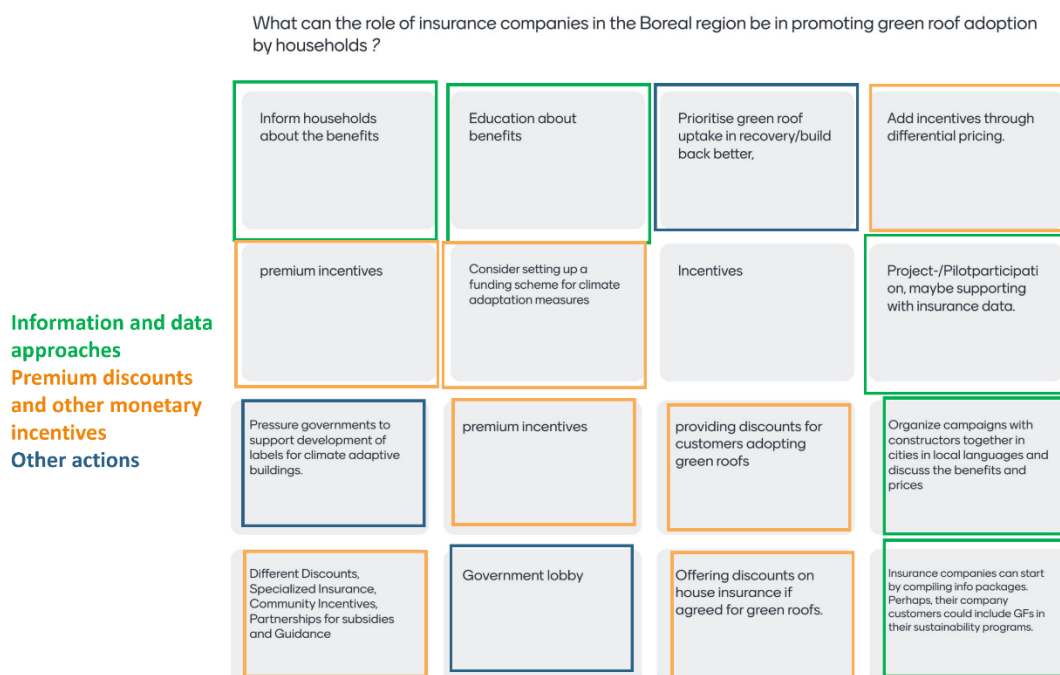 What can the role of insurance companies in the Boreal region be in promoting green roof adoption
by households ?
Inform households
about the benefits
Education about
benefits
Prioritise green roof
uptake in recovery/build
back better,
Add incentives through
differential pricing.
premium incentives
Consider setting up a
funding scheme for climate
adaptation measures
Incentives
Project-/Pilotparticipati
on, maybe supporting
with insurance data.
Information and data
approaches
Premium discounts
and other monetary
incentives
Other actions
Pressure governments to
support development of
labels for climate adaptive
buildings.
premium incentives
providing discounts for
customers adopting
green roofs
Organize campaigns with
constructors together in
cities in local languages and
discuss the benefits and
prices
Different Discounts,
Specialized Insurance,
Community Incentives,
Partnerships for subsidies
and Guidance
Government lobby
Offering discounts on
house insurance if
agreed for green roofs.
Insurance companies can start
by compiling info packages.
Perhaps, their company
customers could include GFs in
their sustainability programs.